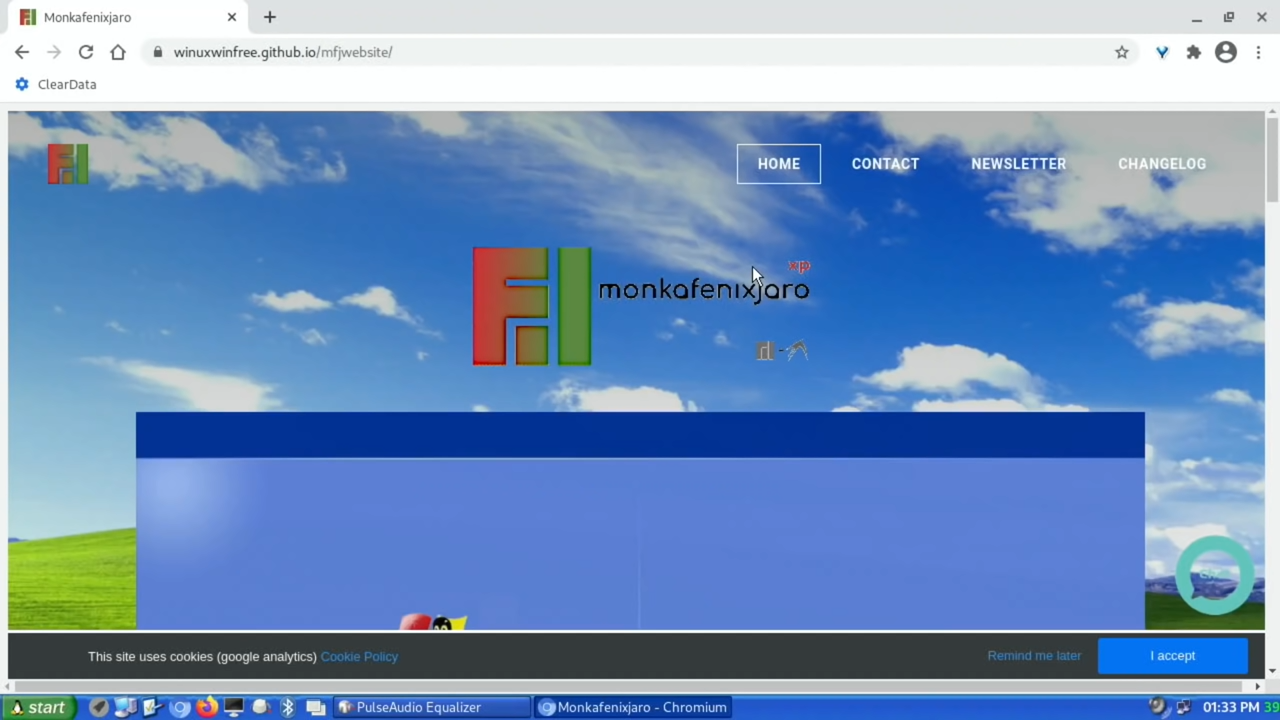 Monkafenixjaro
winuxwinfree.github.io/mfjwebsite/
ClearData
HOME CONTACT NEWSLETTER CHANGELOG
monkafenixjaro
This site uses cookies (google analytics) Cookie Policy
Remind me later
I accept
start
PulseAudio Equalizer
Monkafenixjaro - Chromium
01:33 PM 39